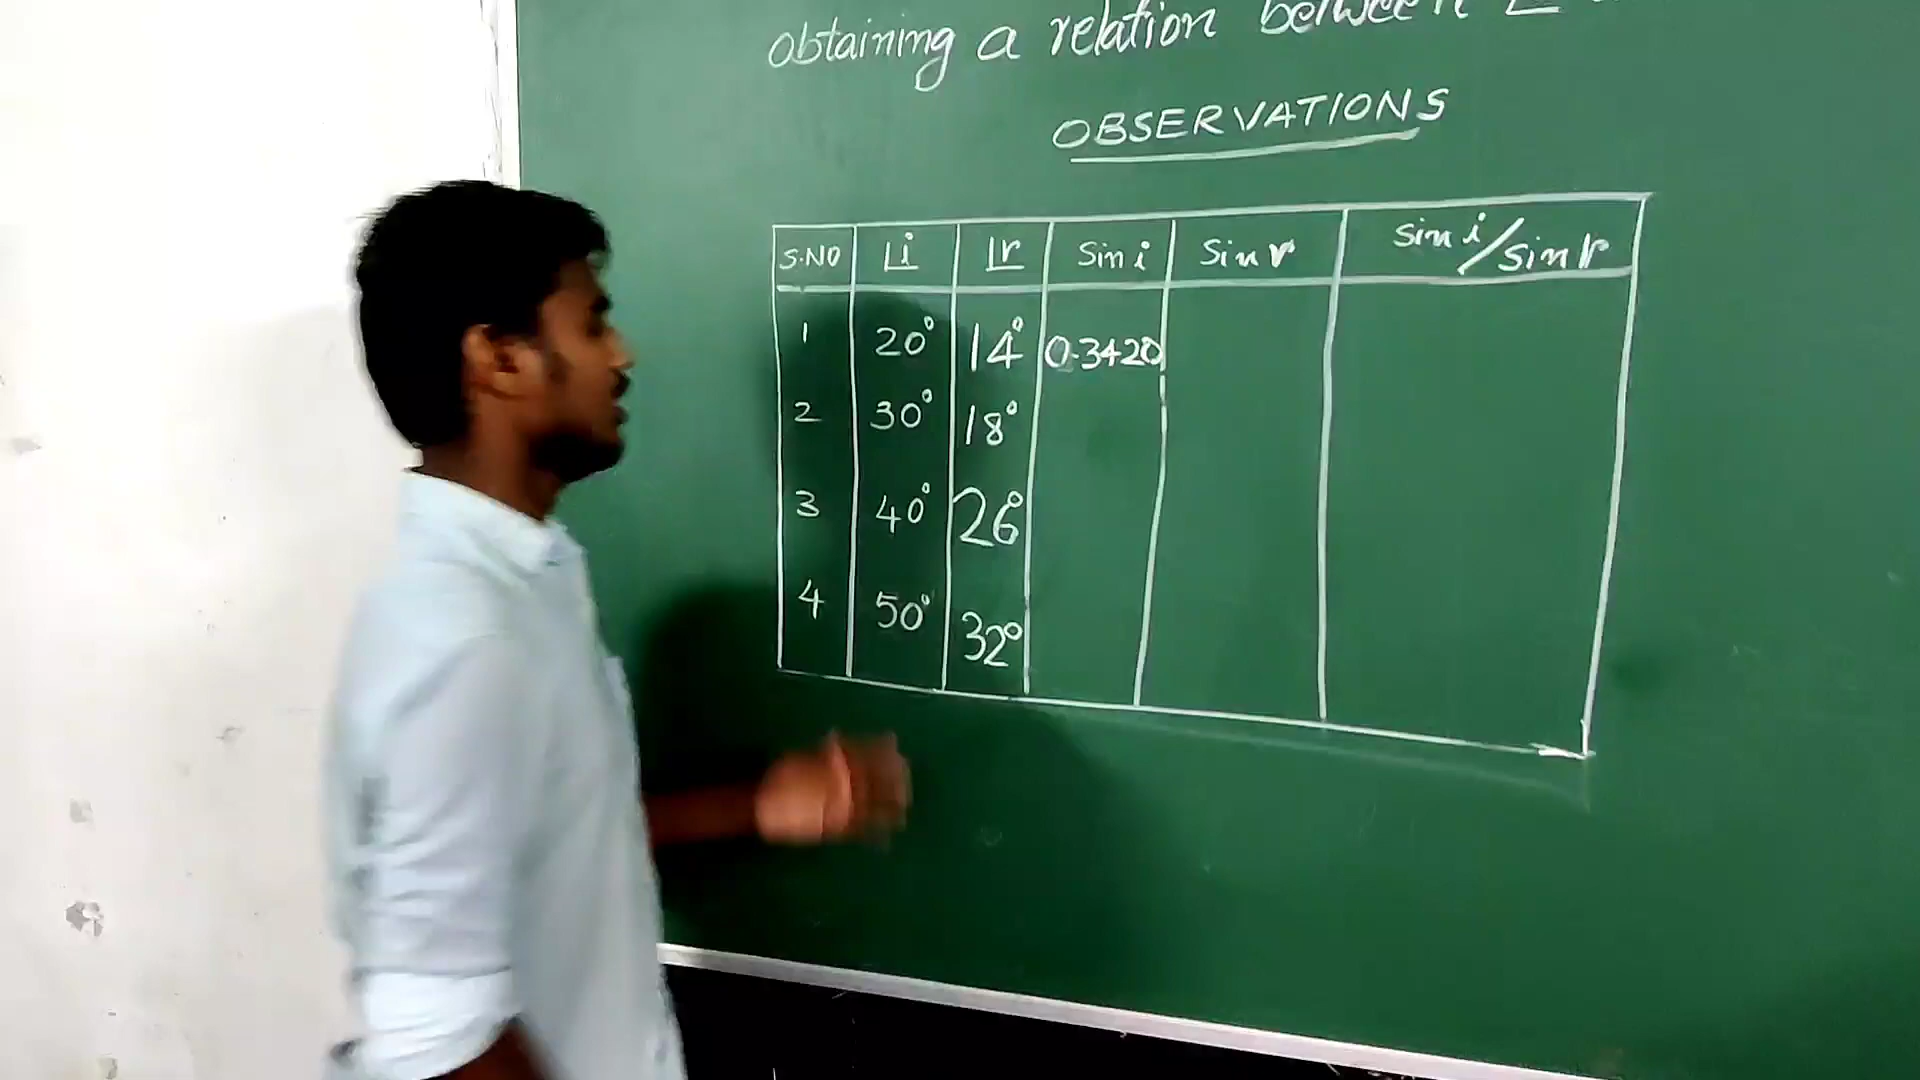 obtaining a relation between ∠
OBSERVATIONS
S.NO ∠i ∠r Sin i Sin r Sin i/Sin r
1 20° 14° 0.3420
2 30° 18°
3 40° 26°
4 50° 32°